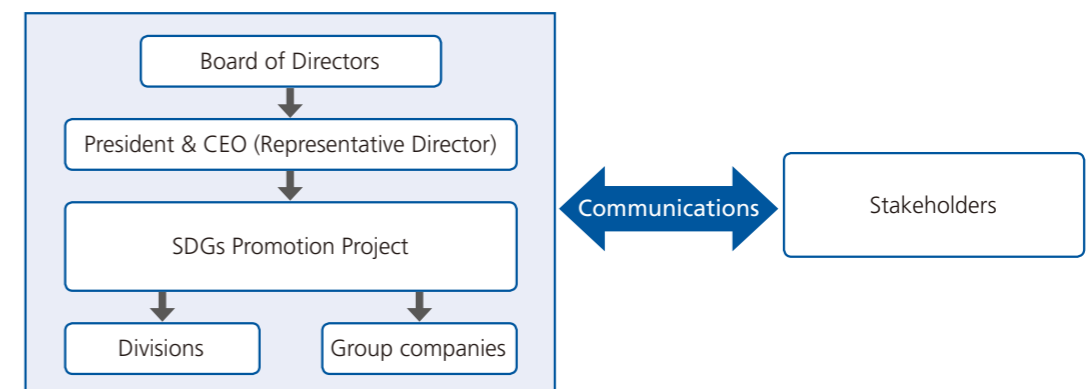 Board of Directors
President & CEO (Representative Director)
SDGs Promotion Project
Divisions
Group companies
Communications
Stakeholders